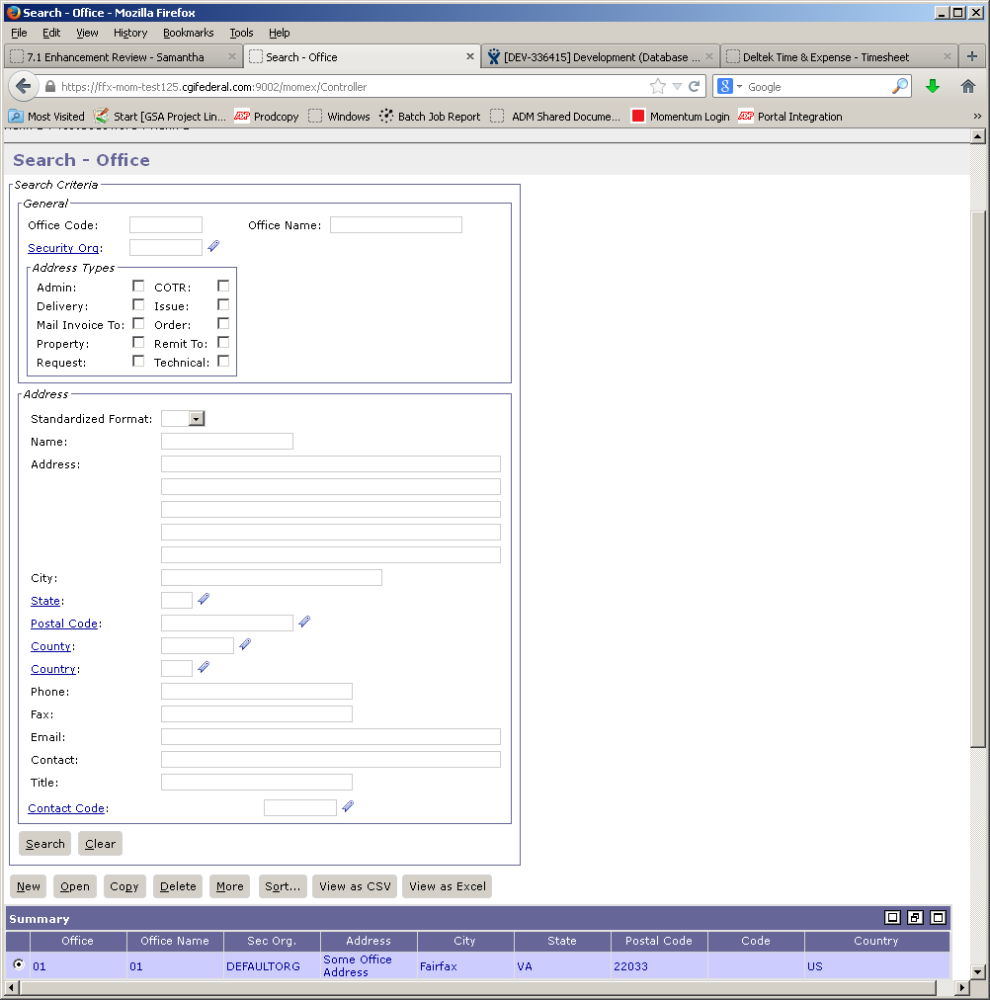 Search - Office - Mozilla Firefox
File Edit View History Bookmarks Tools Help
7.1 Enhancement Review - Samantha Search - Office [DEV-336415] Development (Database ... Deltek Time & Expense - Timesheet
https://ffx-mom-test125.cgifederal.com:9002/momex/Controller Google
Most Visited Start [GSA Project Lin... ADP Prodcopy Windows Batch Job Report ADM Shared Docume... Momentum Login ADP Portal Integration
Search - Office
Search Criteria
General
Office Code: Office Name:
Security Org:
Address Types
Admin: COTR:
Delivery: Issue:
Mail Invoice To: Order:
Property: Remit To:
Request: Technical:
Address
Standardized Format:
Name:
Address:
City:
State:
Postal Code:
County:
Country:
Phone:
Fax:
Email:
Contact:
Title:
Contact Code:
Search Clear
New Open Copy Delete More Sort... View as CSV View as Excel
Summary
Office Office Name Sec Org. Address City State Postal Code Code Country
01 01 DEFAULTORG Some Office Address Fairfax VA 22033 US